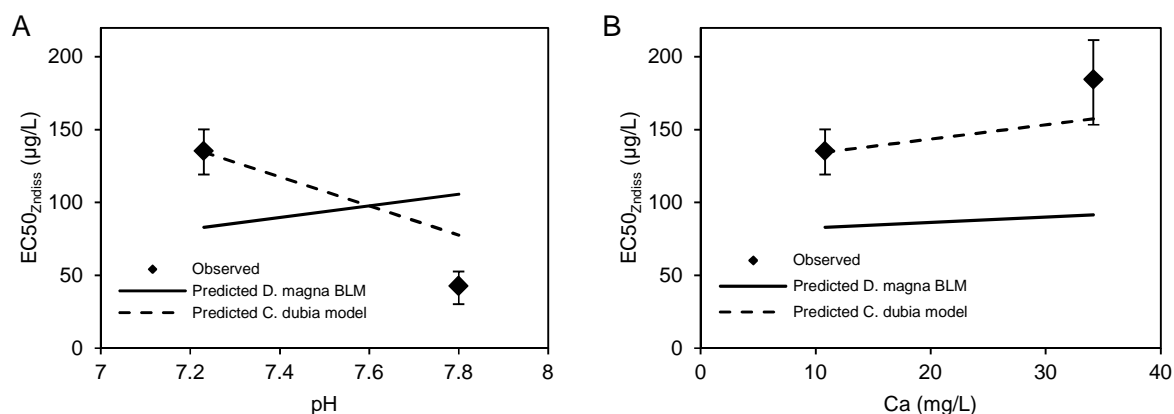 A
200
150
100
50
0
EC50Zndiss (µg/L)
Observed
Predicted D. magna BLM
Predicted C. dubia model
7
7.2
7.4
7.6
7.8
8
pH
B
200
150
100
50
0
EC50Zndiss (µg/L)
Observed
Predicted D. magna BLM
Predicted C. dubia model
0
10
20
30
40
Ca (mg/L)